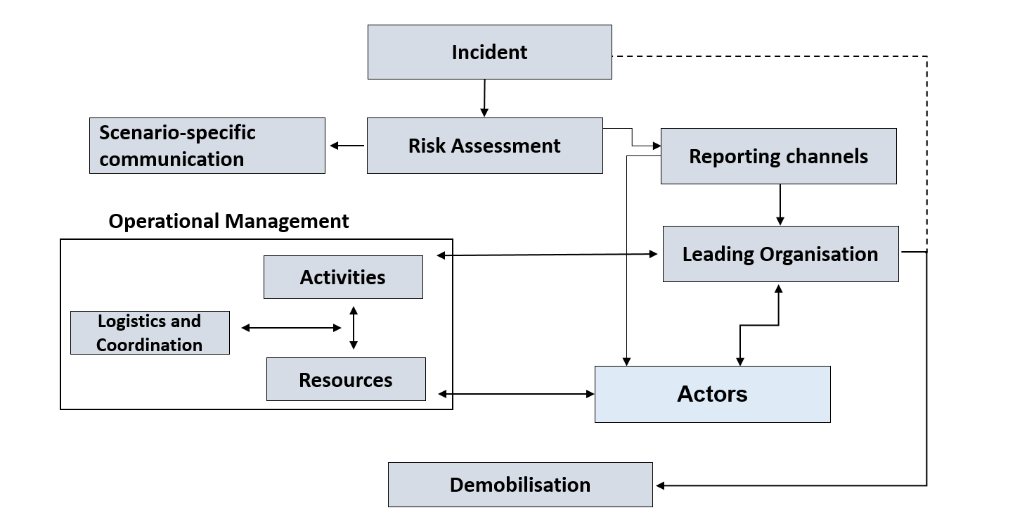 Incident
Scenario-specific
communication
Risk Assessment
Reporting channels
Operational Management
Leading Organisation
Activities
Logistics and
Coordination
Resources
Actors
Demobilisation